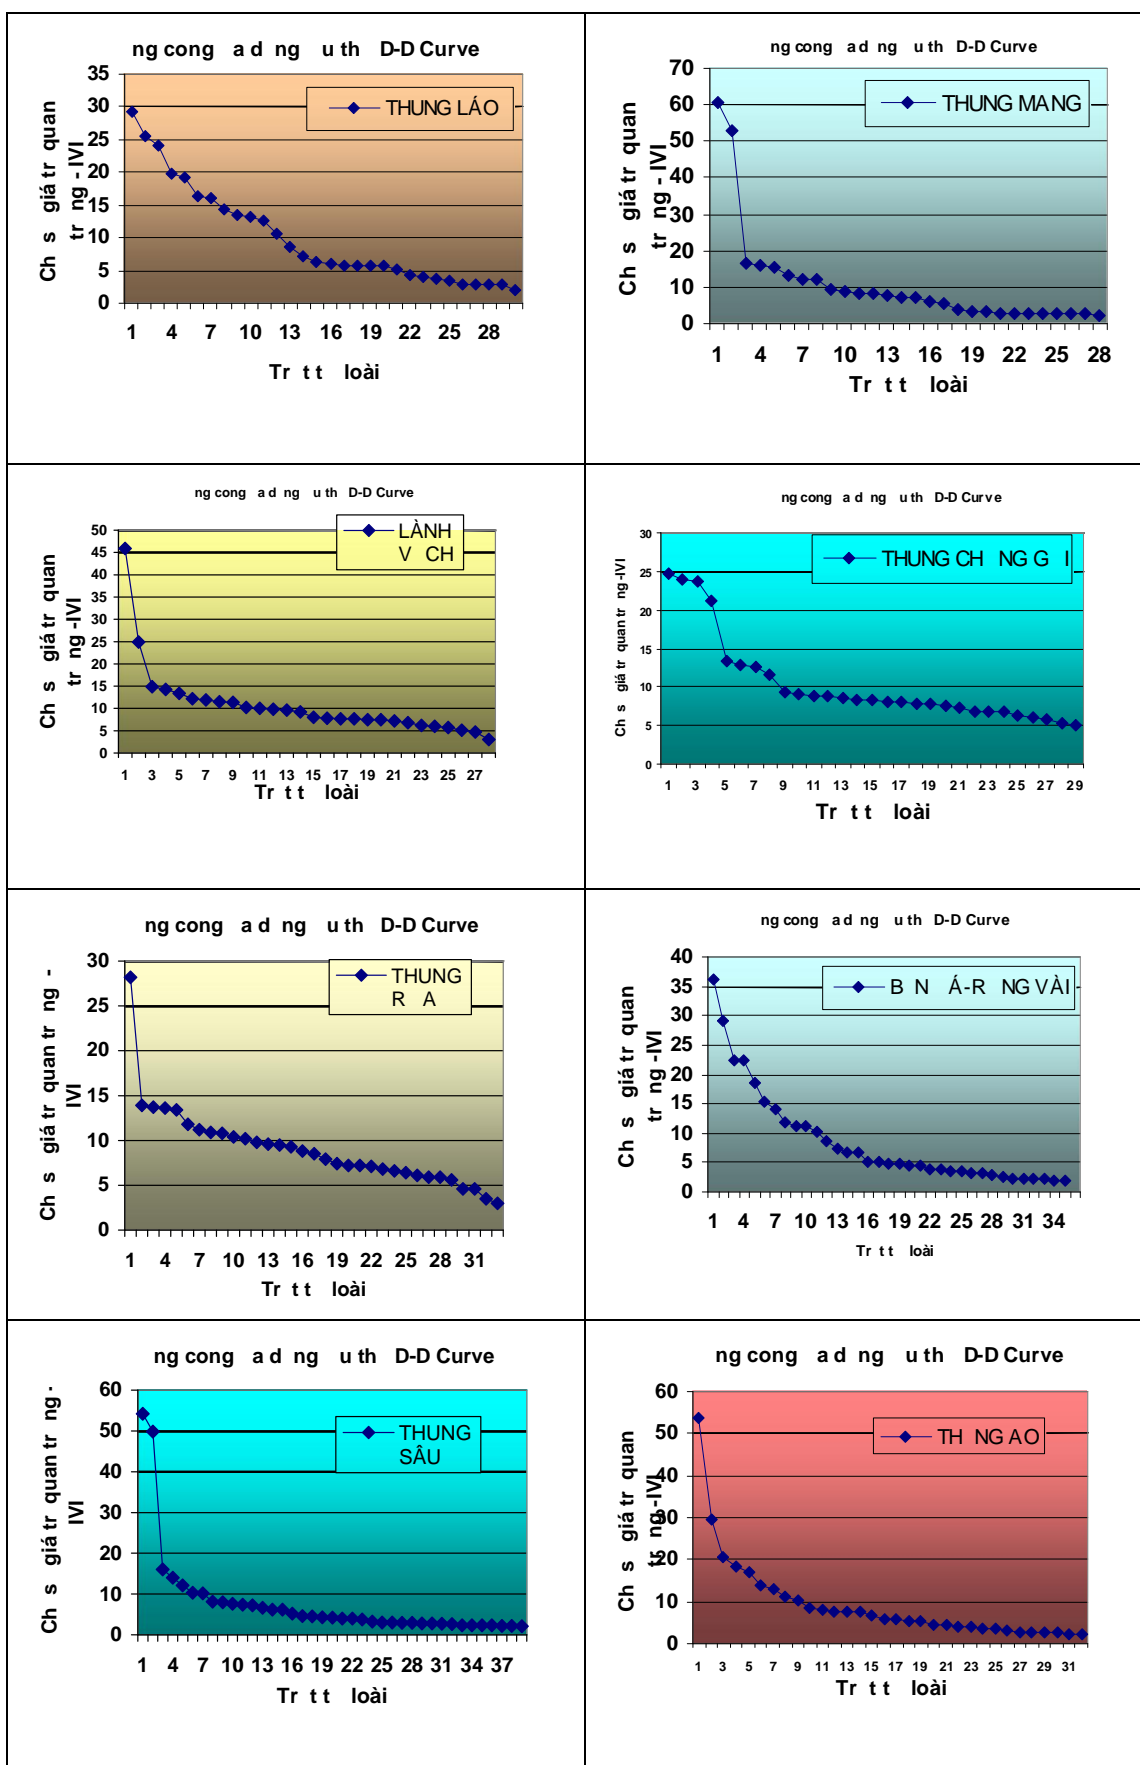 ng cong a d ng u th D-D Curve
35
30
25
20
15
10
5
0
Ch s giá tr quan
tr ng - IVI
THUNG LÁO
1 4 7 10 13 16 19 22 25 28
Tr t t loài
ng cong a d ng u th D-D Curve
70
60
50
40
30
20
10
0
Ch s giá tr quan
tr ng - IVI
THUNG MANG
1 4 7 10 13 16 19 22 25 28
Tr t t loài
ng cong a d ng u th D-D Curve
50
45
40
35
30
25
20
15
10
5
0
Ch s giá tr quan
tr ng - IVI
LÀNH
V CH
1 3 5 7 9 11 13 15 17 19 21 23 25 27
Tr t t loài
ng cong a d ng u th D-D Curve
30
25
20
15
10
5
0
Ch s giá tr quan tr ng - IVI
THUNG CH NG G I
1 3 5 7 9 11 13 15 17 19 21 23 25 27 29
Tr t t loài
ng cong a d ng u th D-D Curve
30
25
20
15
10
5
0
Ch s giá tr quan tr ng -
IVI
THUNG
R A
1 4 7 10 13 16 19 22 25 28 31
Tr t t loài
ng cong a d ng u th D-D Curve
40
35
30
25
20
15
10
5
0
Ch s giá tr quan
tr ng - IVI
B N Á-R NG VÀI
1 4 7 10 13 16 19 22 25 28 31 34
Tr t t loài
ng cong a d ng u th D-D Curve
60
50
40
30
20
10
0
Ch s giá tr quan tr ng -
IVI
THUNG
SÂU
1 4 7 10 13 16 19 22 25 28 31 34 37
Tr t t loài
ng cong a d ng u th D-D Curve
60
50
40
30
20
10
0
Ch s giá tr quan
tr ng - IVI
TH NG AO
1 3 5 7 9 11 13 15 17 19 21 23 25 27 29 31
Tr t t loài